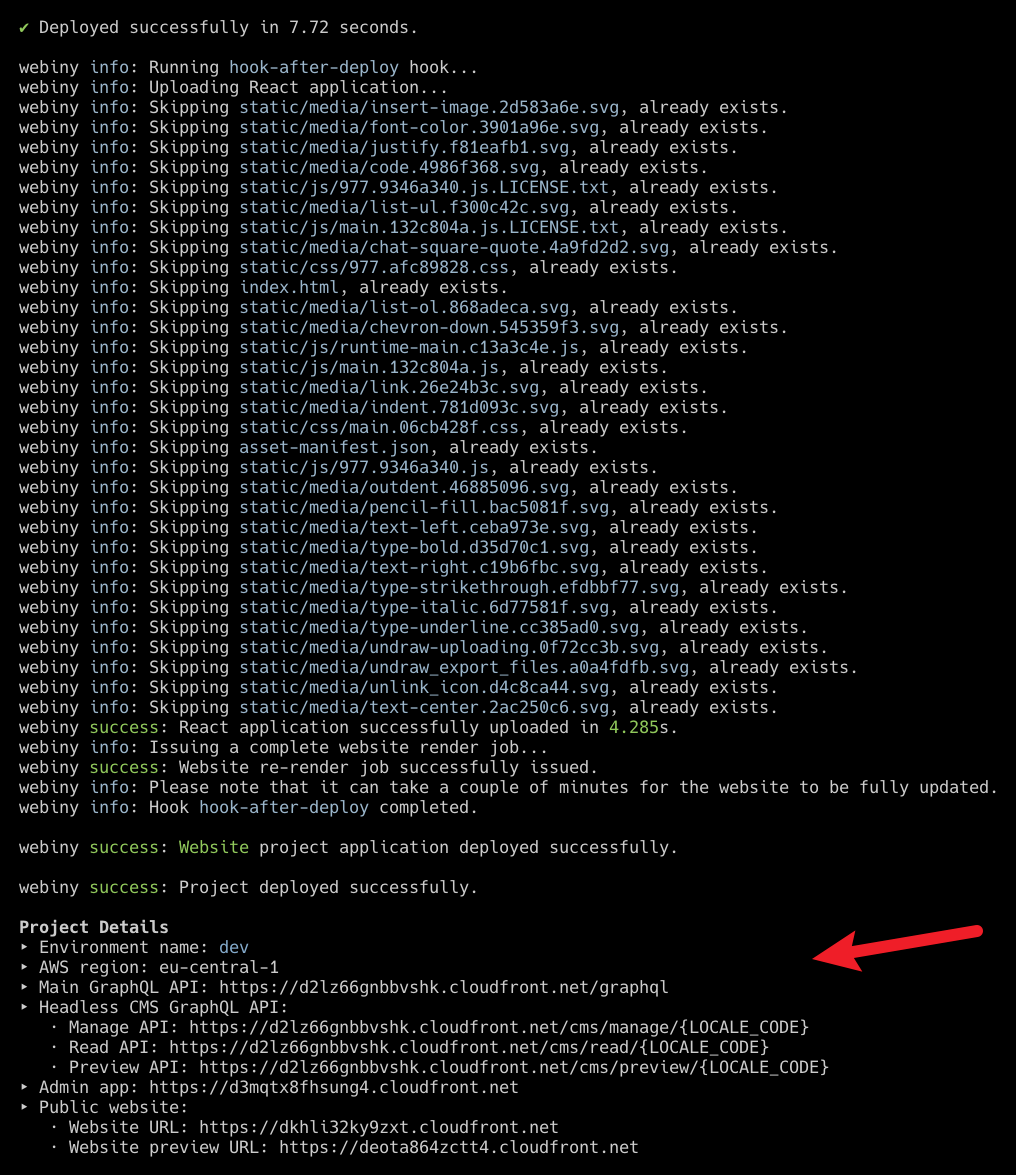 ✔ Deployed successfully in 7.72 seconds.
webiny info: Running hook-after-deploy hook...
webiny info: Uploading React application...
webiny info: Skipping static/media/insert-image.2d583a6e.svg, already exists.
webiny info: Skipping static/media/font-color.3901a96e.svg, already exists.
webiny info: Skipping static/media/justify.f81eafb1.svg, already exists.
webiny info: Skipping static/media/code.4986f368.svg, already exists.
webiny info: Skipping static/js/977.9346a340.js.LICENSE.txt, already exists.
webiny info: Skipping static/media/list-ul.f300c42c.svg, already exists.
webiny info: Skipping static/js/main.132c804a.js.LICENSE.txt, already exists.
webiny info: Skipping static/media/chat-square-quote.4a9fd2d2.svg, already exists.
webiny info: Skipping static/css/977.afc89828.css, already exists.
webiny info: Skipping index.html, already exists.
webiny info: Skipping static/media/list-ol.868adeca.svg, already exists.
webiny info: Skipping static/media/chevron-down.545359f3.svg, already exists.
webiny info: Skipping static/js/runtime-main.c13a3c4e.js, already exists.
webiny info: Skipping static/js/main.132c804a.js, already exists.
webiny info: Skipping static/media/link.26e24b3c.svg, already exists.
webiny info: Skipping static/media/indent.781d093c.svg, already exists.
webiny info: Skipping static/css/main.06cb428f.css, already exists.
webiny info: Skipping asset-manifest.json, already exists.
webiny info: Skipping static/js/977.9346a340.js, already exists.
webiny info: Skipping static/media/outdent.46885096.svg, already exists.
webiny info: Skipping static/media/pencil-fill.bac5081f.svg, already exists.
webiny info: Skipping static/media/text-left.ceba973e.svg, already exists.
webiny info: Skipping static/media/type-bold.d35d70c1.svg, already exists.
webiny info: Skipping static/media/text-right.c19b6fbc.svg, already exists.
webiny info: Skipping static/media/type-strikethrough.efdbbf77.svg, already exists.
webiny info: Skipping static/media/type-italic.6d77581f.svg, already exists.
webiny info: Skipping static/media/type-underline.cc385ad0.svg, already exists.
webiny info: Skipping static/media/undraw-uploading.0f72cc3b.svg, already exists.
webiny info: Skipping static/media/undraw_export_files.a0a4fdfb.svg, already exists.
webiny info: Skipping static/media/unlink_icon.d4c8ca44.svg, already exists.
webiny info: Skipping static/media/text-center.2ac250c6.svg, already exists.
webiny success: React application successfully uploaded in 4.285s.
webiny info: Issuing a complete website render job...
webiny success: Website re-render job successfully issued.
webiny info: Please note that it can take a couple of minutes for the website to be fully updated.
webiny info: Hook hook-after-deploy completed.
webiny success: Website project application deployed successfully.
webiny success: Project deployed successfully.
Project Details
‣ Environment name: dev
‣ AWS region: eu-central-1
‣ Main GraphQL API: https://d2lz66gnbbvshk.cloudfront.net/graphql
‣ Headless CMS GraphQL API:
· Manage API: https://d2lz66gnbbvshk.cloudfront.net/cms/manage/{LOCALE_CODE}
· Read API: https://d2lz66gnbbvshk.cloudfront.net/cms/read/{LOCALE_CODE}
· Preview API: https://d2lz66gnbbvshk.cloudfront.net/cms/preview/{LOCALE_CODE}
‣ Admin app: https://d3mqtx8fhsung4.cloudfront.net
‣ Public website:
· Website URL: https://dkhli32ky9zxt.cloudfront.net
· Website preview URL: https://deota864zctt4.cloudfront.net